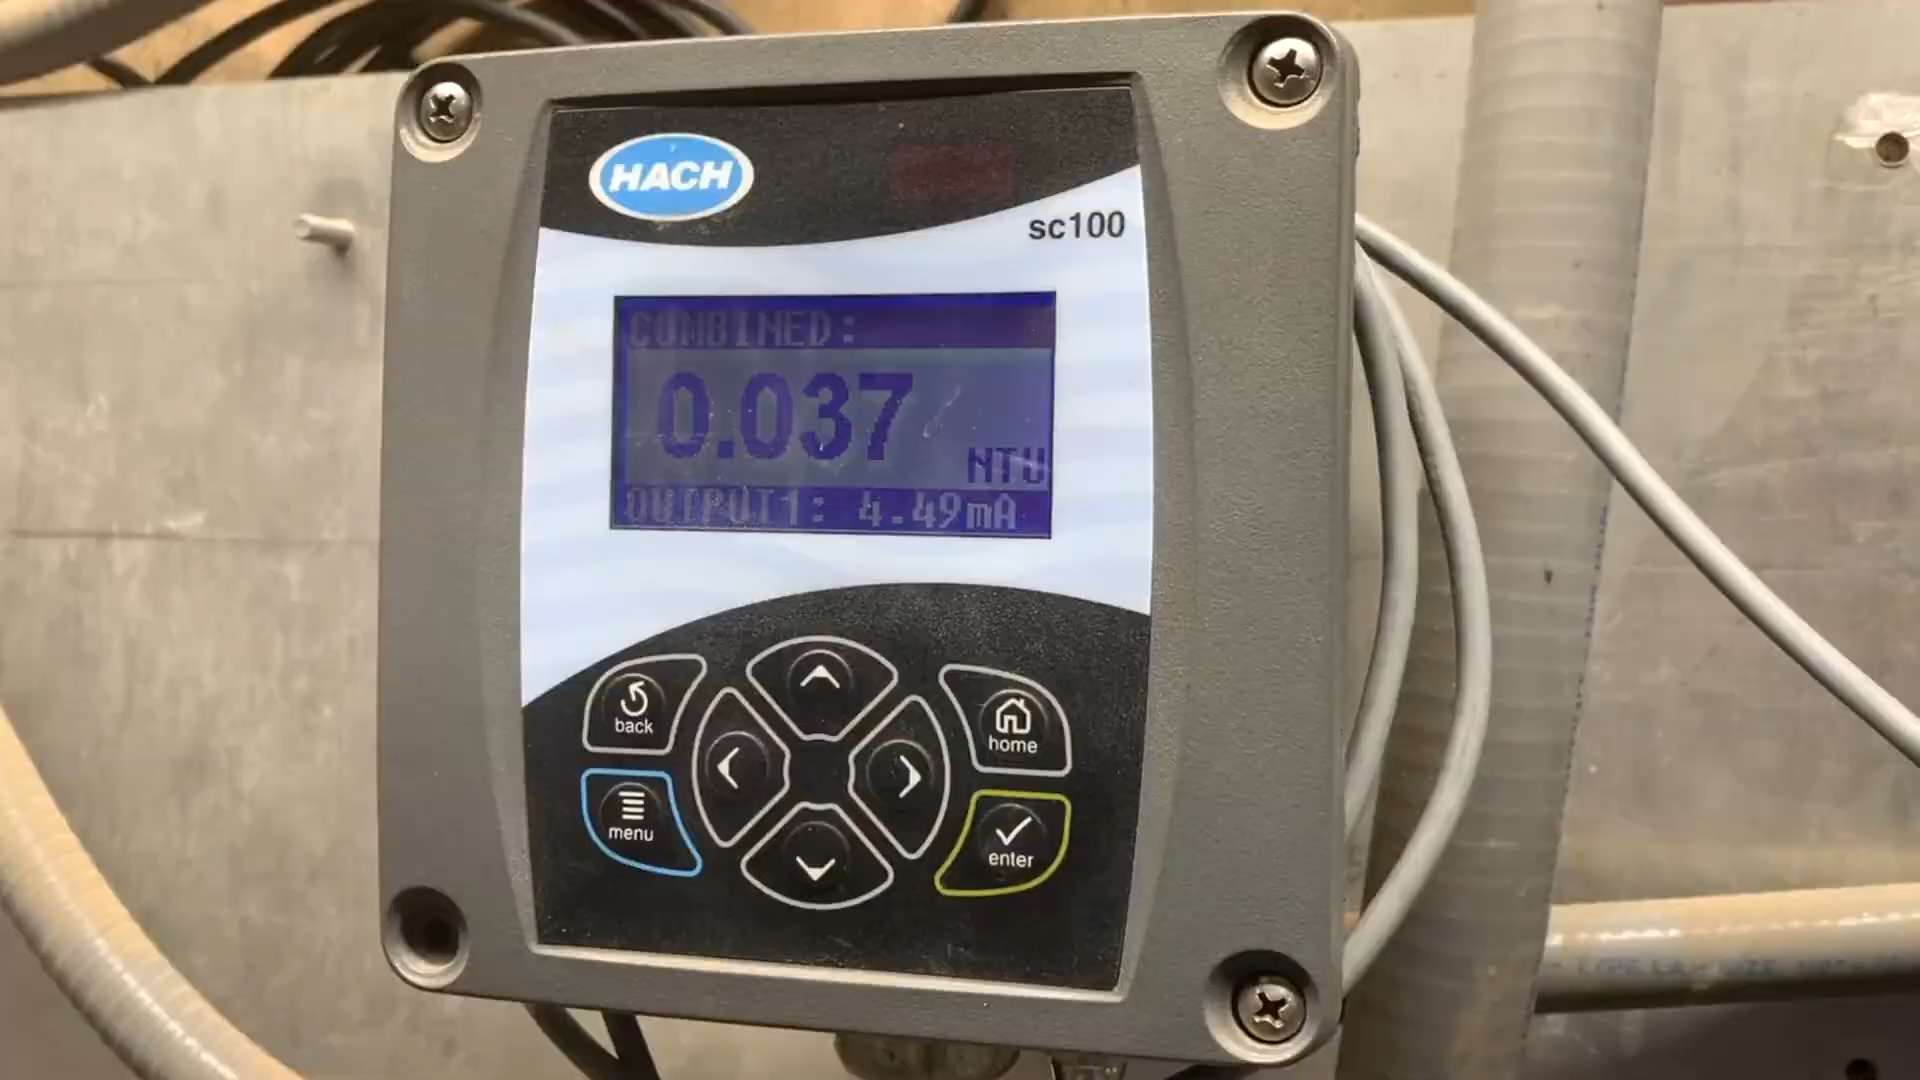 HACH
sc100
COMBINED:
0.037
NTU
OUTPUT1: 4.49mA
back
home
menu
enter